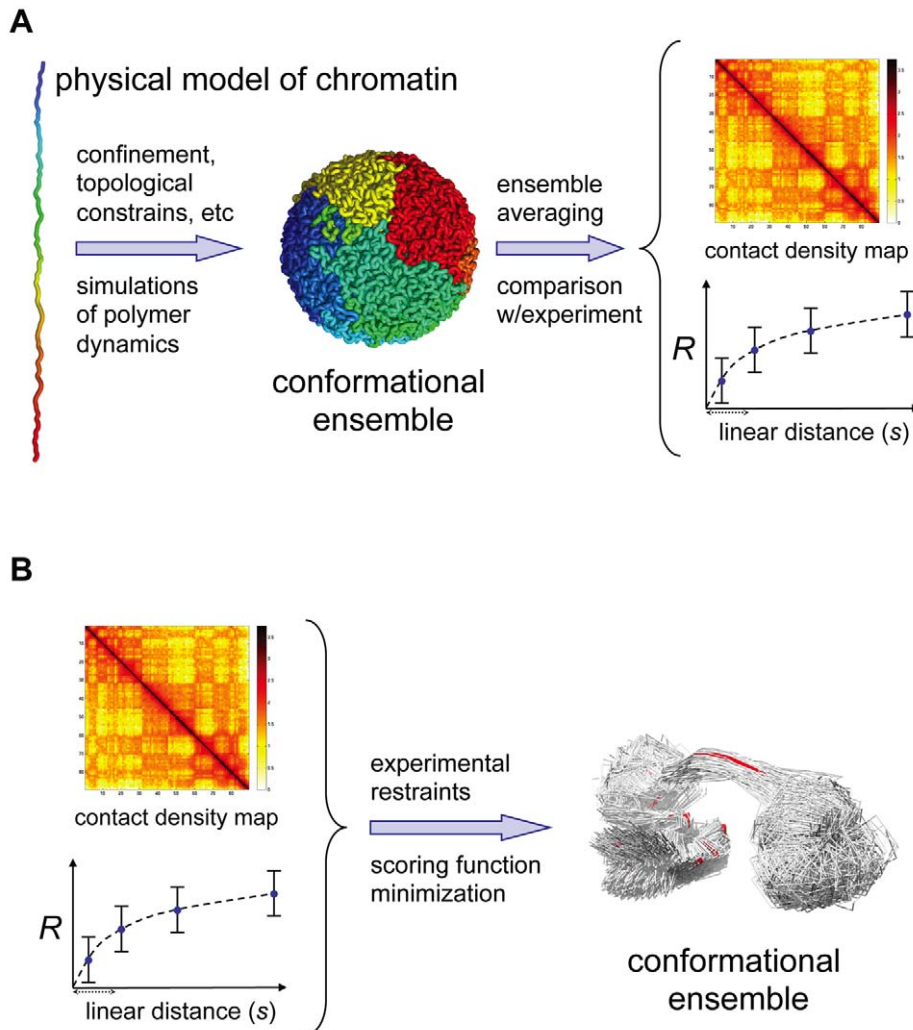 A
physical model of chromatin
confinement,
topological
constrains, etc
simulations
of polymer
dynamics
conformational
ensemble
ensemble
averaging
comparison
w/experiment
contact density map
R
linear distance (s)
B
contact density map
R
linear distance (s)
experimental
restraints
scoring function
minimization
conformational
ensemble